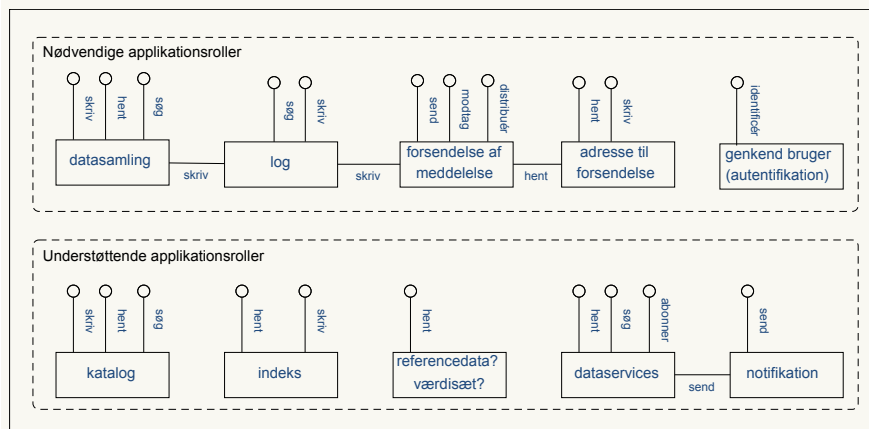 Nødvendige applikationsroller
skriv
hent
søg
søg
skriv
send
modtag
distribuér
hent
skriv
identificér
datasamling
log
forsendelse af
meddelelse
adresse til
forsendelse
genkend bruger
(autentifikation)
skriv
skriv
hent
Understøttende applikationsroller
skriv
hent
søg
hent
skriv
hent
hent
søg
abonner
send
katalog
indeks
referencedata?
værdisæt?
dataservices
notifikation
send